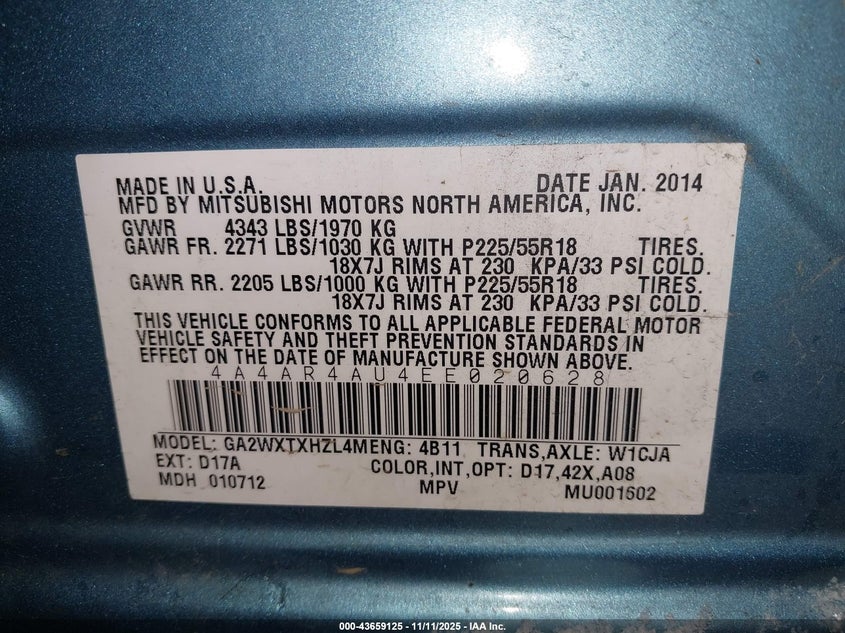 MADE IN U.S.A. DATE JAN. 2014
MFD BY MITSUBISHI MOTORS NORTH AMERICA, INC.
GVWR 4343 LBS/1970 KG
GAWR FR. 2271 LBS/1030 KG WITH P225/55R18 TIRES.
18X7J RIMS AT 230 KPA/33 PSI COLD.
GAWR RR. 2205 LBS/1000 KG WITH P225/55R18 TIRES.
18X7J RIMS AT 230 KPA/33 PSI COLD.
THIS VEHICLE CONFORMS TO ALL APPLICABLE FEDERAL MOTOR
VEHICLE SAFETY AND THEFT PREVENTION STANDARDS IN
EFFECT ON THE DATE OF MANUFACTURE SHOWN ABOVE.
4A4AR4AU4EE020628
MODEL: GA2WXTXHZL4MENG: 4B11 TRANS,AXLE: W1CJA
EXT: D17A COLOR,INT,OPT: D17,42X,A08
MDH 010712 MPV MU001602
000-43659125 - 11/11/2025 - IAA Inc.